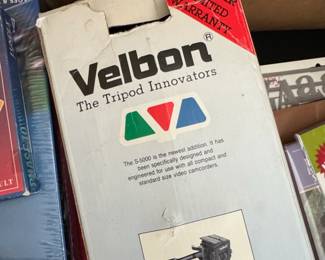 LIMITED
WARRANTY
Velbon®
The Tripod Innovators
The S-5000 is the newest addition. It has
been specifically designed and
engineered for use with all compact and
standard size video camcorders.